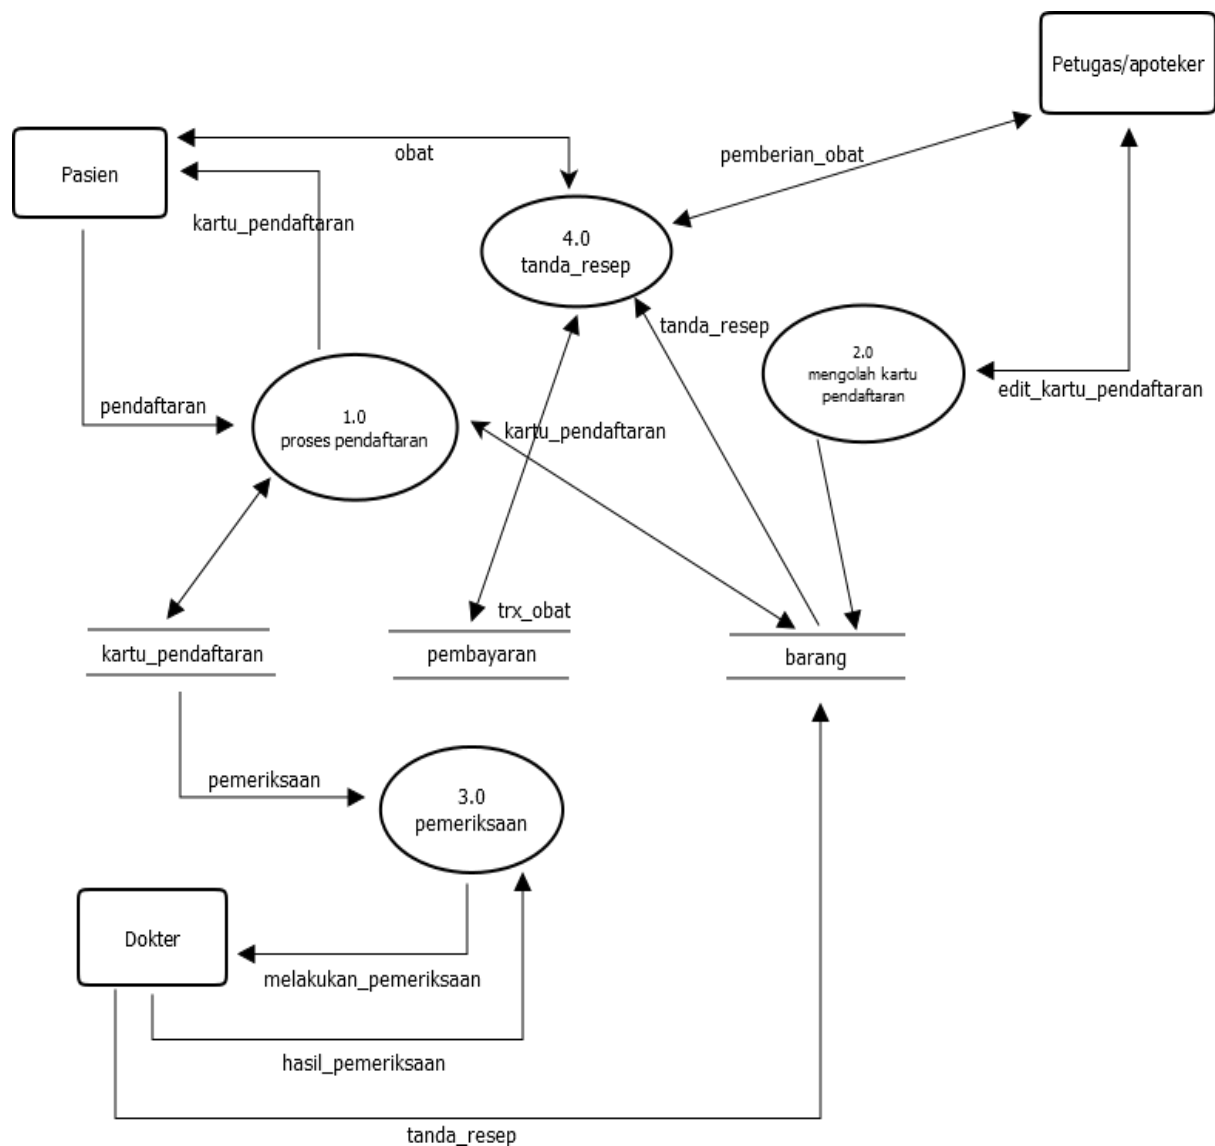 Petugas/apoteker
Pasien
obat
pemberian_obat
kartu_pendaftaran
4.0
tanda_resep
tanda_resep
2.0
mengolah kartu
pendaftaran
edit_kartu_pendaftaran
pendaftaran
1.0
proses pendaftaran
kartu_pendaftaran
trx_obat
kartu_pendaftaran
pembayaran
barang
pemeriksaan
3.0
pemeriksaan
Dokter
melakukan_pemeriksaan
hasil_pemeriksaan
tanda_resep